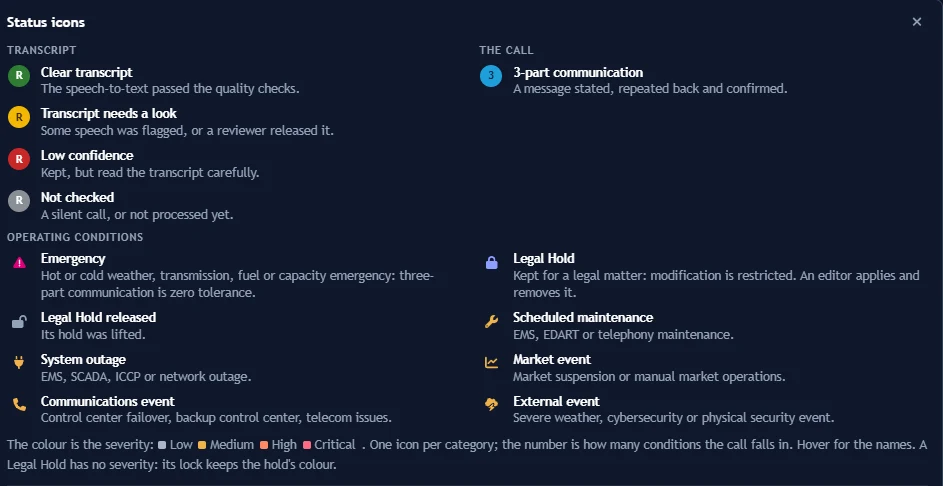 Status icons
TRANSCRIPT
R Clear transcript
The speech-to-text passed the quality checks.
R Transcript needs a look
Some speech was flagged, or a reviewer released it.
R Low confidence
Kept, but read the transcript carefully.
R Not checked
A silent call, or not processed yet.
THE CALL
3 3-part communication
A message stated, repeated back and confirmed.
OPERATING CONDITIONS
Emergency
Hot or cold weather, transmission, fuel or capacity emergency: three-
part communication is zero tolerance.
Legal Hold
Kept for a legal matter: modification is restricted. An editor applies and
removes it.
Legal Hold released
Its hold was lifted.
Scheduled maintenance
EMS, EDART or telephony maintenance.
System outage
EMS, SCADA, ICCP or network outage.
Market event
Market suspension or manual market operations.
Communications event
Control center failover, backup control center, telecom issues.
External event
Severe weather, cybersecurity or physical security event.
The colour is the severity: Low Medium High Critical . One icon per category; the number is how many conditions the call falls in. Hover for the names. A
Legal Hold has no severity: its lock keeps the hold's colour.